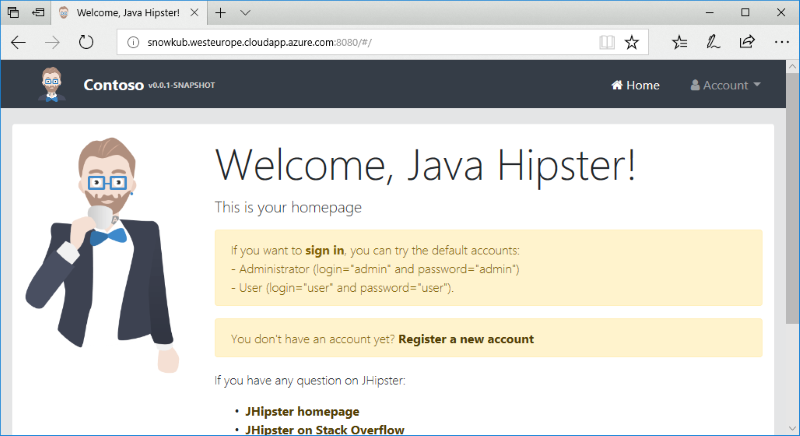 Welcome, Java Hipster!
snowkub.westeurope.cloudapp.azure.com:8080/#/
Contoso v0.0.1-SNAPSHOT
Home
Account
Welcome, Java Hipster!
This is your homepage
If you want to sign in, you can try the default accounts:
- Administrator (login="admin" and password="admin")
- User (login="user" and password="user").
You don't have an account yet? Register a new account
If you have any question on JHipster:
• JHipster homepage
• JHipster on Stack Overflow